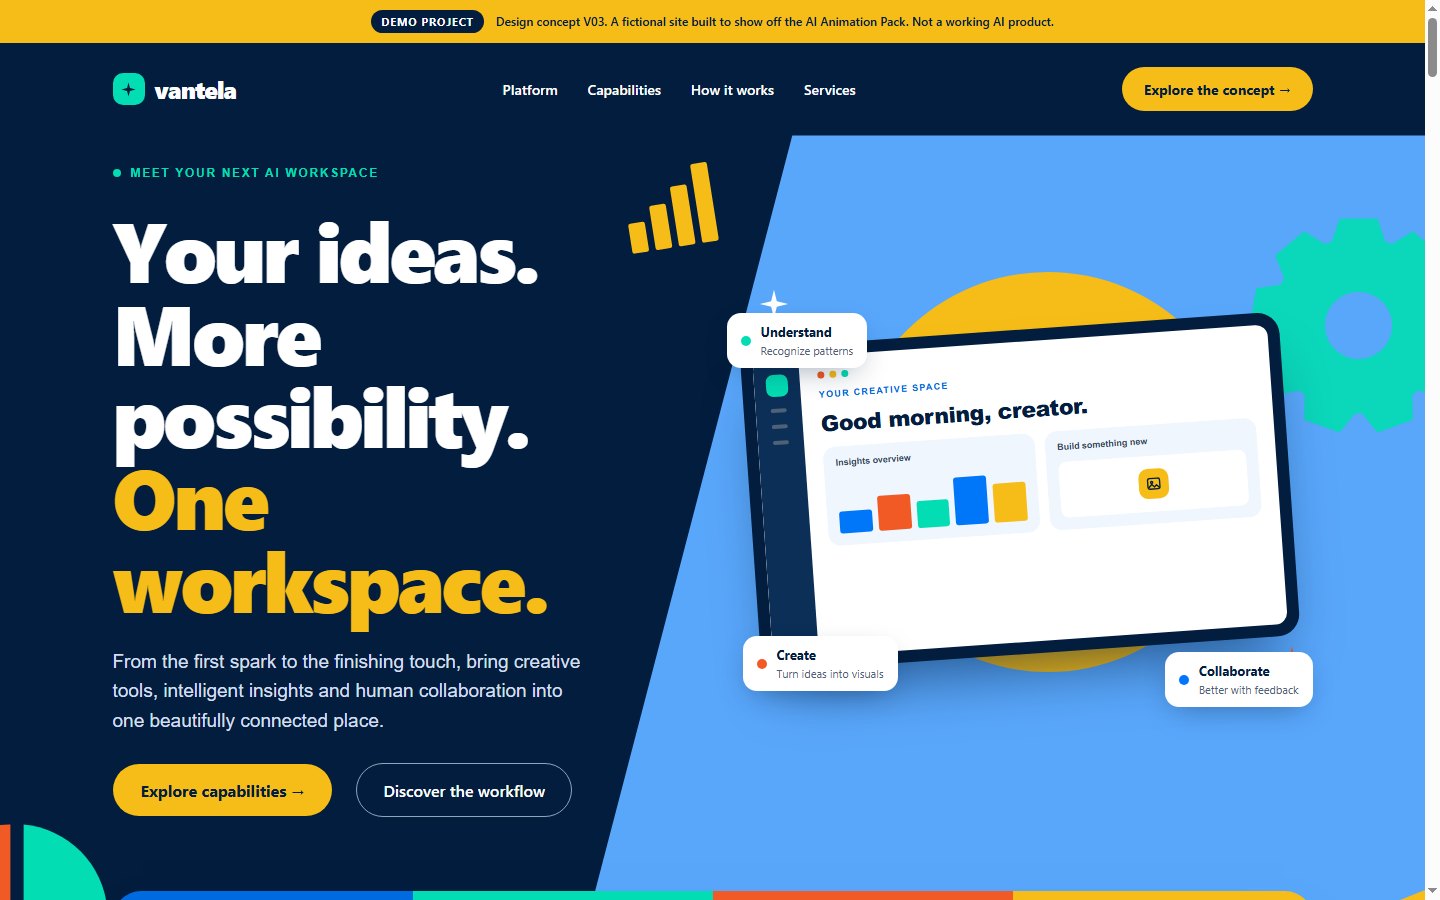 DEMO PROJECT Design concept V03. A fictional site built to show off the AI Animation Pack. Not a working AI product.
vantela Platform Capabilities How it works Services Explore the concept →
MEET YOUR NEXT AI WORKSPACE
Your ideas.
More
possibility.
One
workspace.
From the first spark to the finishing touch, bring creative
tools, intelligent insights and human collaboration into
one beautifully connected place.
Explore capabilities → Discover the workflow
Understand
Recognize patterns
YOUR CREATIVE SPACE
Good morning, creator.
Insights overview
Build something new
Create
Turn ideas into visuals
Collaborate
Better with feedback